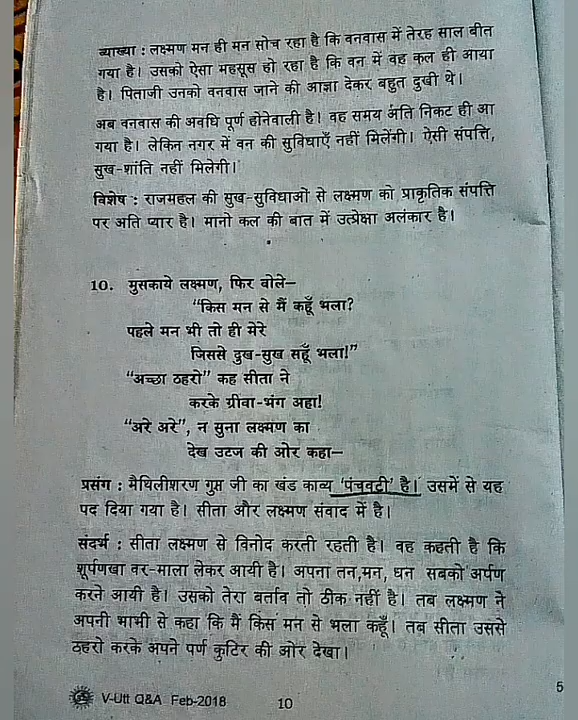 व्याख्या : लक्ष्मण मन ही मन सोच रहा है कि वनवास में तेरह साल बीत
गया है। उसको ऐसा महसूस हो रहा है कि वन में वह कल ही आया
है। पिताजी उनको वनवास जाने की आज्ञा देकर बहुत दुखी थे।
अब वनवास की अवधि पूर्ण होनेवाली है। वह समय अति निकट ही आ
गया है। लेकिन नगर में वन की सुविधाएँ नहीं मिलेंगी। ऐसी संपत्ति,
सुख-शांति नहीं मिलेगी।
विशेष : राजमहल की सुख-सुविधाओं से लक्ष्मण को प्राकृतिक संपत्ति
पर अति प्यार है। मानो कल की बात में उत्प्रेक्षा अलंकार है।
10. मुसकाये लक्ष्मण, फिर बोले–
"किस मन से मैं कहूँ भला?
पहले मन भी तो ही मेरे
जिससे दुख-सुख सहूँ भला!"
"अच्छा ठहरो" कह सीता ने
करके ग्रीवा-भंग अहा!
"अरे अरे", न सुना लक्ष्मण का
देख उटज की ओर कहा–
प्रसंग : मैथिलीशरण गुप्त जी का खंड काव्य 'पंचवटी' है। उसमें से यह
पद दिया गया है। सीता और लक्ष्मण संवाद में है।
संदर्भ : सीता लक्ष्मण से विनोद करती रहती है। वह कहती है कि
शूर्पणखा वर-माला लेकर आयी है। अपना तन,मन, धन सबको अर्पण
करने आयी है। उसको तेरा बर्ताव तो ठीक नहीं है। तब लक्ष्मण ने
अपनी भाभी से कहा कि मैं किस मन से भला कहूँ। तब सीता उससे
ठहरो करके अपने पर्ण कुटिर की ओर देखा।
V-Utt Q&A Feb-2018 10
5